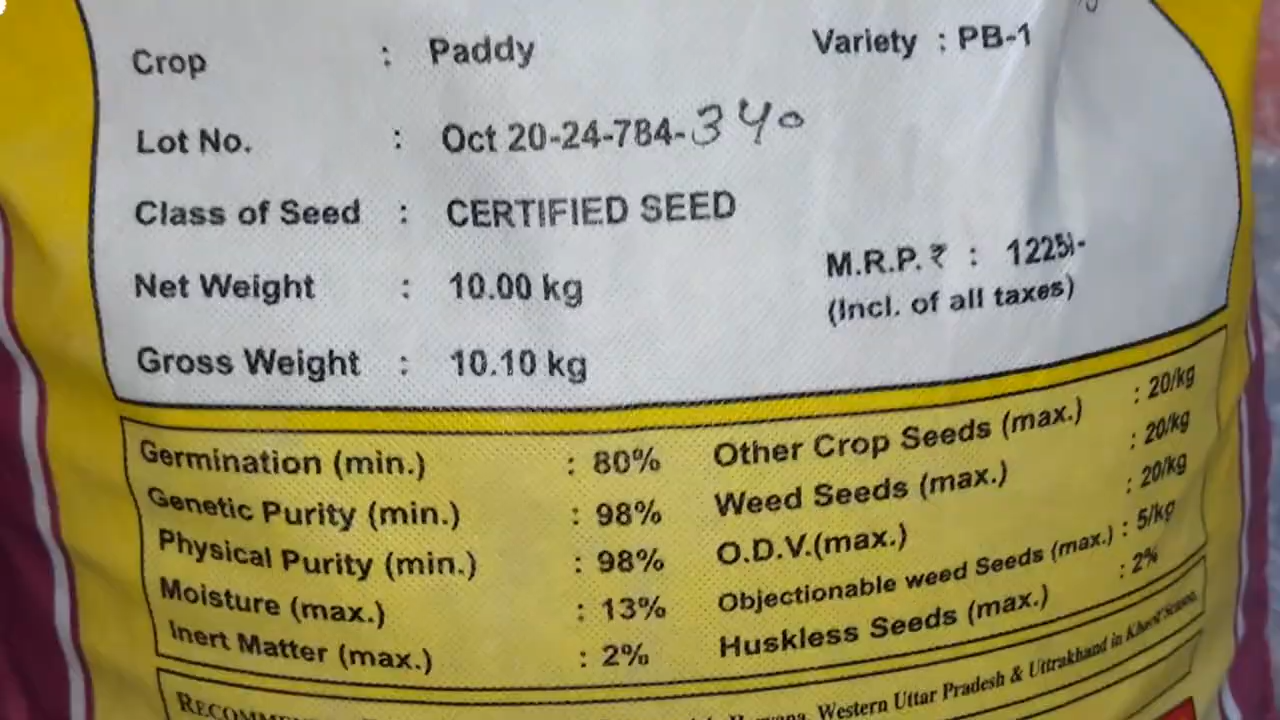 Crop : Paddy Variety : PB-1
Lot No. : Oct 20-24-784-340
Class of Seed : CERTIFIED SEED
Net Weight : 10.00 kg M.R.P.₹ : 1225/-
(Incl. of all taxes)
Gross Weight : 10.10 kg
Germination (min.) : 80% Other Crop Seeds (max.) : 20/kg
Genetic Purity (min.) : 98% Weed Seeds (max.) : 20/kg
Physical Purity (min.) : 98% O.D.V.(max.) : 20/kg
Moisture (max.) : 13% Objectionable weed Seeds (max.) : 5/kg
Inert Matter (max.) : 2% Huskless Seeds (max.) : 2%
Western Uttar Pradesh & Uttrakhand in Kharif Season.